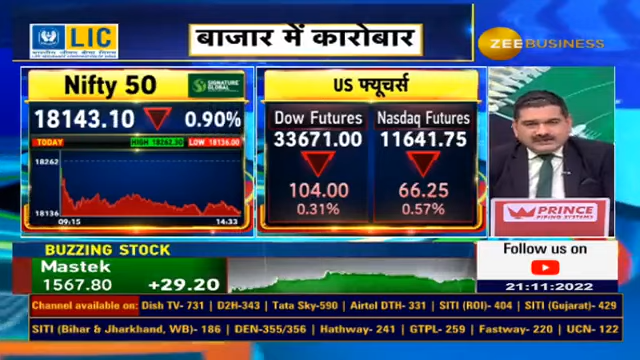 LIC
बाजार में कारोबार
ZEE BUSINESS
Nifty 50
SIGNATURE GLOBAL
18143.10 0.90%
TODAY HIGH 18262.30 LOW 18136.00
18262
18136
09:15 14:33
US फ्यूचर्स
Dow Futures Nasdaq Futures
33671.00 11641.75
104.00 66.25
0.31% 0.57%
PRINCE
PIPING SYSTEMS
BUZZING STOCK
Mastek
1567.80 +29.20
Follow us on
21:11:2022
Channel available on: Dish TV- 731 | D2H-343 | Tata Sky-590 | Airtel DTH- 331 | SITI (ROI)- 404 | SITI (Gujarat)- 429
SITI (Bihar & Jharkhand, WB)- 186 | DEN-355/356 | Hathway- 241 | GTPL- 259 | Fastway- 220 | UCN- 122